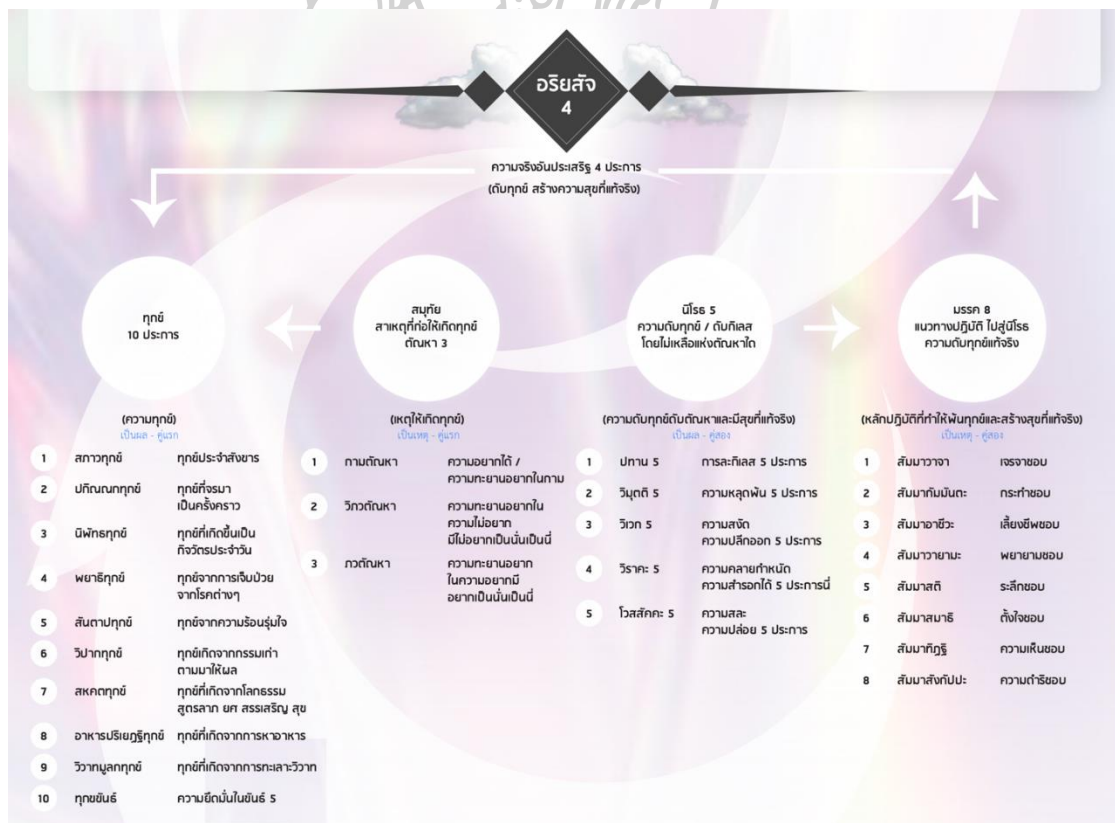 อริยสัจ
4
ความจริงอันประเสริฐ 4 ประการ
(ดับทุกข์ สร้างความสุขที่แท้จริง)
ทุกข์
10 ประการ
(ความทุกข์)
เป็นผล - คู่แรก
1 สภาวทุกข์ ทุกข์ประจำสังขาร
2 ปกิณณกทุกข์ ทุกข์ที่จรมา
เป็นครั้งคราว
3 นิพัทธทุกข์ ทุกข์ที่เกิดขึ้นเป็น
กิจวัตรประจำวัน
4 พยาธิทุกข์ ทุกข์จากการเจ็บป่วย
จากโรคต่างๆ
5 สันตาปทุกข์ ทุกข์จากความร้อนรุ่มใจ
6 วิปากทุกข์ ทุกข์เกิดจากกรรมเก่า
ตามมาให้ผล
7 สหคตทุกข์ ทุกข์ที่เกิดจากโลกธรรม
สูตรลาภ ยศ สรรเสริญ สุข
8 อาหารปริเยฏฐิทุกข์ ทุกข์ที่เกิดจากการหาอาหาร
9 วิวาทมูลกทุกข์ ทุกข์ที่เกิดจากการทะเลาะวิวาท
10 ทุกขขันธ์ ความยึดมั่นในขันธ์ 5
สมุทัย
สาเหตุที่ก่อให้เกิดทุกข์
ตัณหา 3
(เหตุให้เกิดทุกข์)
เป็นเหตุ - คู่แรก
1 กามตัณหา ความอยากได้ /
ความทะยานอยากในกาม
2 วิภวตัณหา ความทะยานอยากใน
ความไม่อยาก
มีไปอยากเป็นนั่นเป็นนี่
3 ภวตัณหา ความทะยานอยาก
ในความอยากมี
อยากเป็นนั่นเป็นนี่
นิโรธ 5
ความดับทุกข์ / ดับกิเลส
โดยไม่เหลือแห่งตัณหาใด
(ความดับทุกข์ดับตัณหาและมีสุขที่แท้จริง)
เป็นผล - คู่สอง
1 ปทาน 5 การละกิเลส 5 ประการ
2 วิมุตติ 5 ความหลุดพ้น 5 ประการ
3 วิเวก 5 ความสงัด
ความปลีกออก 5 ประการ
4 วิราคะ 5 ความคลายกำหนัด
ความสำรอกได้ 5 ประการนี่
5 โวสสัคคะ 5 ความสละ
ความปล่อย 5 ประการ
มรรค 8
แนวทางปฏิบัติ ไปสู่นิโรธ
ความดับทุกข์แท้จริง
(หลักปฏิบัติที่ทำให้พ้นทุกข์และสร้างสุขที่แท้จริง)
เป็นเหตุ - คู่สอง
1 สัมมาวาจา เจรจาชอบ
2 สัมมากัมมันตะ กระทำชอบ
3 สัมมาอาชีวะ เลี้ยงชีพชอบ
4 สัมมาวายามะ พยายามชอบ
5 สัมมาสติ ระลึกชอบ
6 สัมมาสมาธิ ตั้งใจชอบ
7 สัมมาทิฏฐิ ความเห็นชอบ
8 สัมมาสังกัปปะ ความดำริชอบ